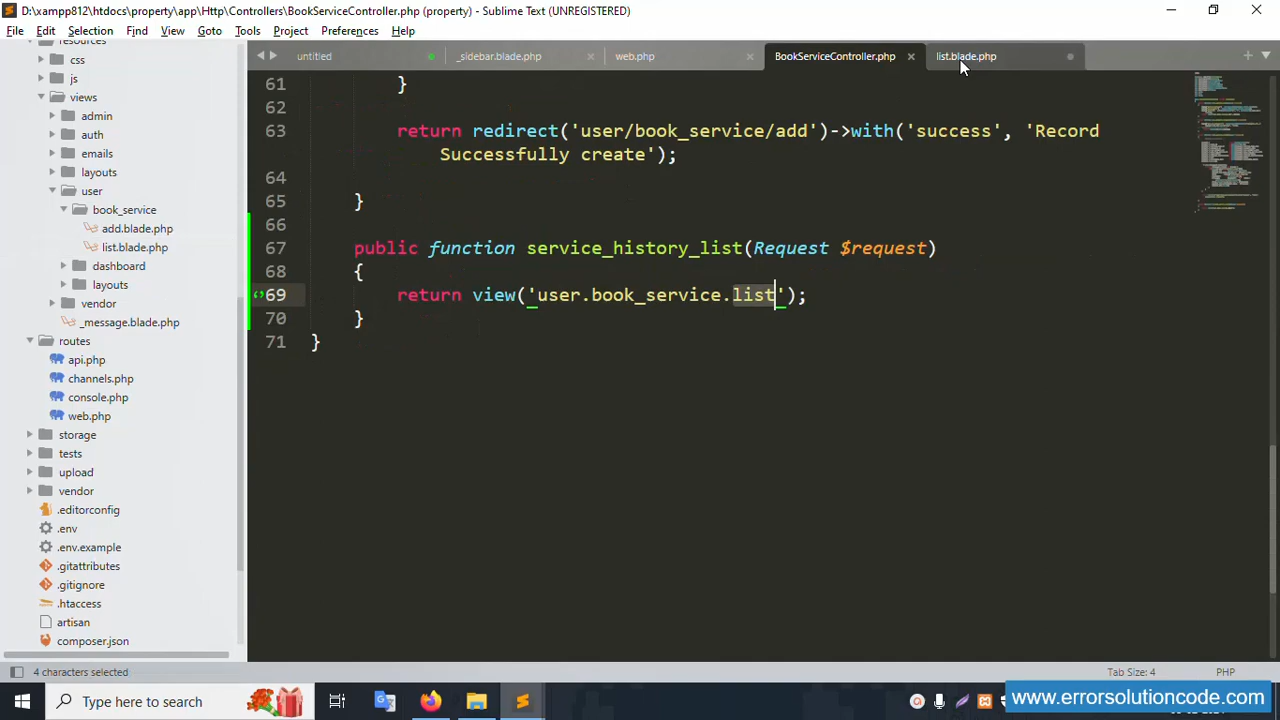 D:\xampp812\htdocs\property\app\Http\Controllers\BookServiceController.php (property) - Sublime Text (UNREGISTERED)
File Edit Selection Find View Goto Tools Project Preferences Help
untitled _sidebar.blade.php web.php BookServiceController.php list.blade.php
resources
css
js
views
admin
auth
emails
layouts
user
book_service
add.blade.php
list.blade.php
dashboard
layouts
vendor
_message.blade.php
routes
api.php
channels.php
console.php
web.php
storage
tests
upload
vendor
.editorconfig
.env
.env.example
.gitattributes
.gitignore
.htaccess
artisan
composer.json
61 }
62
63 return redirect('user/book_service/add')->with('success', 'Record
Successfully create');
64
65 }
66
67 public function service_history_list(Request $request)
68 {
69 return view('user.book_service.list');
70 }
71 }
4 characters selected Tab Size: 4 PHP
Type here to search
www.errorsolutioncode.com